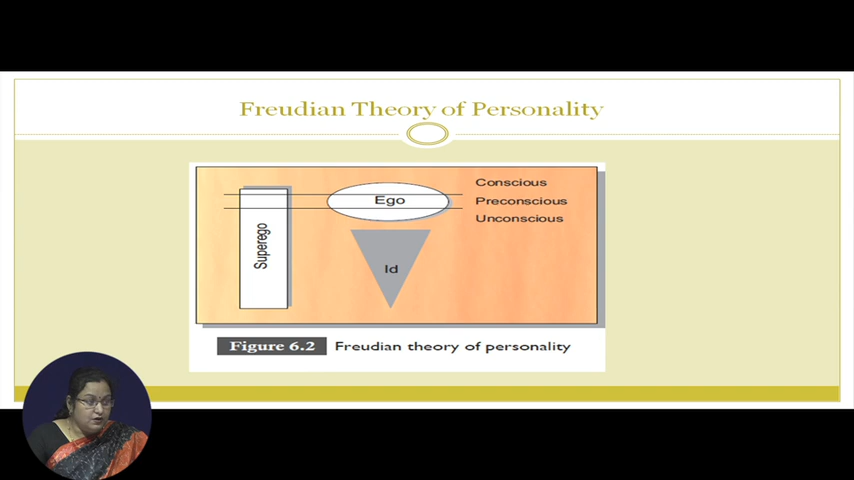 Freudian Theory of Personality
Conscious
Ego
Preconscious
Unconscious
Superego
Id
Figure 6.2 Freudian theory of personality